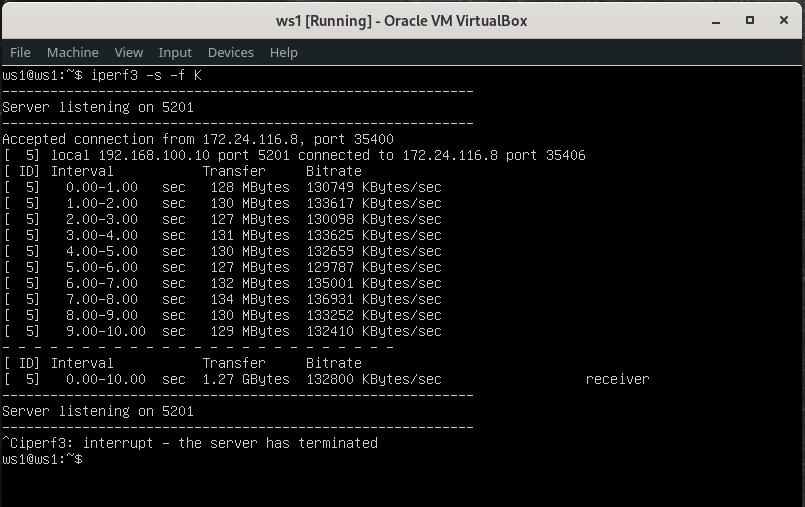 ws1 [Running] - Oracle VM VirtualBox
File Machine View Input Devices Help
ws1@ws1:~$ iperf3 -s -f K
-----------------------------------------------------------
Server listening on 5201
-----------------------------------------------------------
Accepted connection from 172.24.116.8, port 35400
[  5] local 192.168.100.10 port 5201 connected to 172.24.116.8 port 35406
[ ID] Interval           Transfer     Bitrate
[  5]   0.00-1.00   sec   128 MBytes  130749 KBytes/sec
[  5]   1.00-2.00   sec   130 MBytes  133617 KBytes/sec
[  5]   2.00-3.00   sec   127 MBytes  130098 KBytes/sec
[  5]   3.00-4.00   sec   131 MBytes  133625 KBytes/sec
[  5]   4.00-5.00   sec   130 MBytes  132659 KBytes/sec
[  5]   5.00-6.00   sec   127 MBytes  129787 KBytes/sec
[  5]   6.00-7.00   sec   132 MBytes  135001 KBytes/sec
[  5]   7.00-8.00   sec   134 MBytes  136931 KBytes/sec
[  5]   8.00-9.00   sec   130 MBytes  133252 KBytes/sec
[  5]   9.00-10.00  sec   129 MBytes  132410 KBytes/sec
- - - - - - - - - - - - - - - - - - - - - - - - -
[ ID] Interval           Transfer     Bitrate
[  5]   0.00-10.00  sec  1.27 GBytes  132800 KBytes/sec                  receiver
-----------------------------------------------------------
Server listening on 5201
-----------------------------------------------------------
^Ciperf3: interrupt - the server has terminated
ws1@ws1:~$